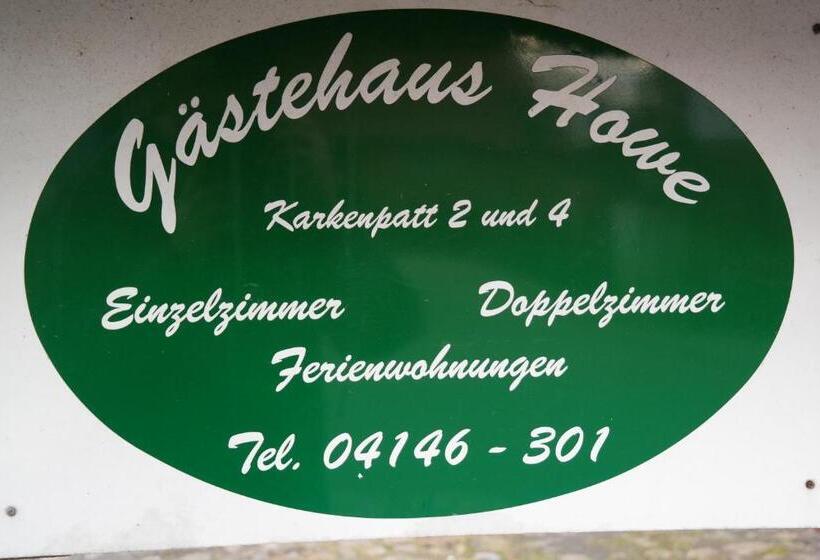 Gästehaus Howe
Karkenpatt 2 und 4
Einzelzimmer Doppelzimmer
Ferienwohnungen
Tel. 04146 - 301